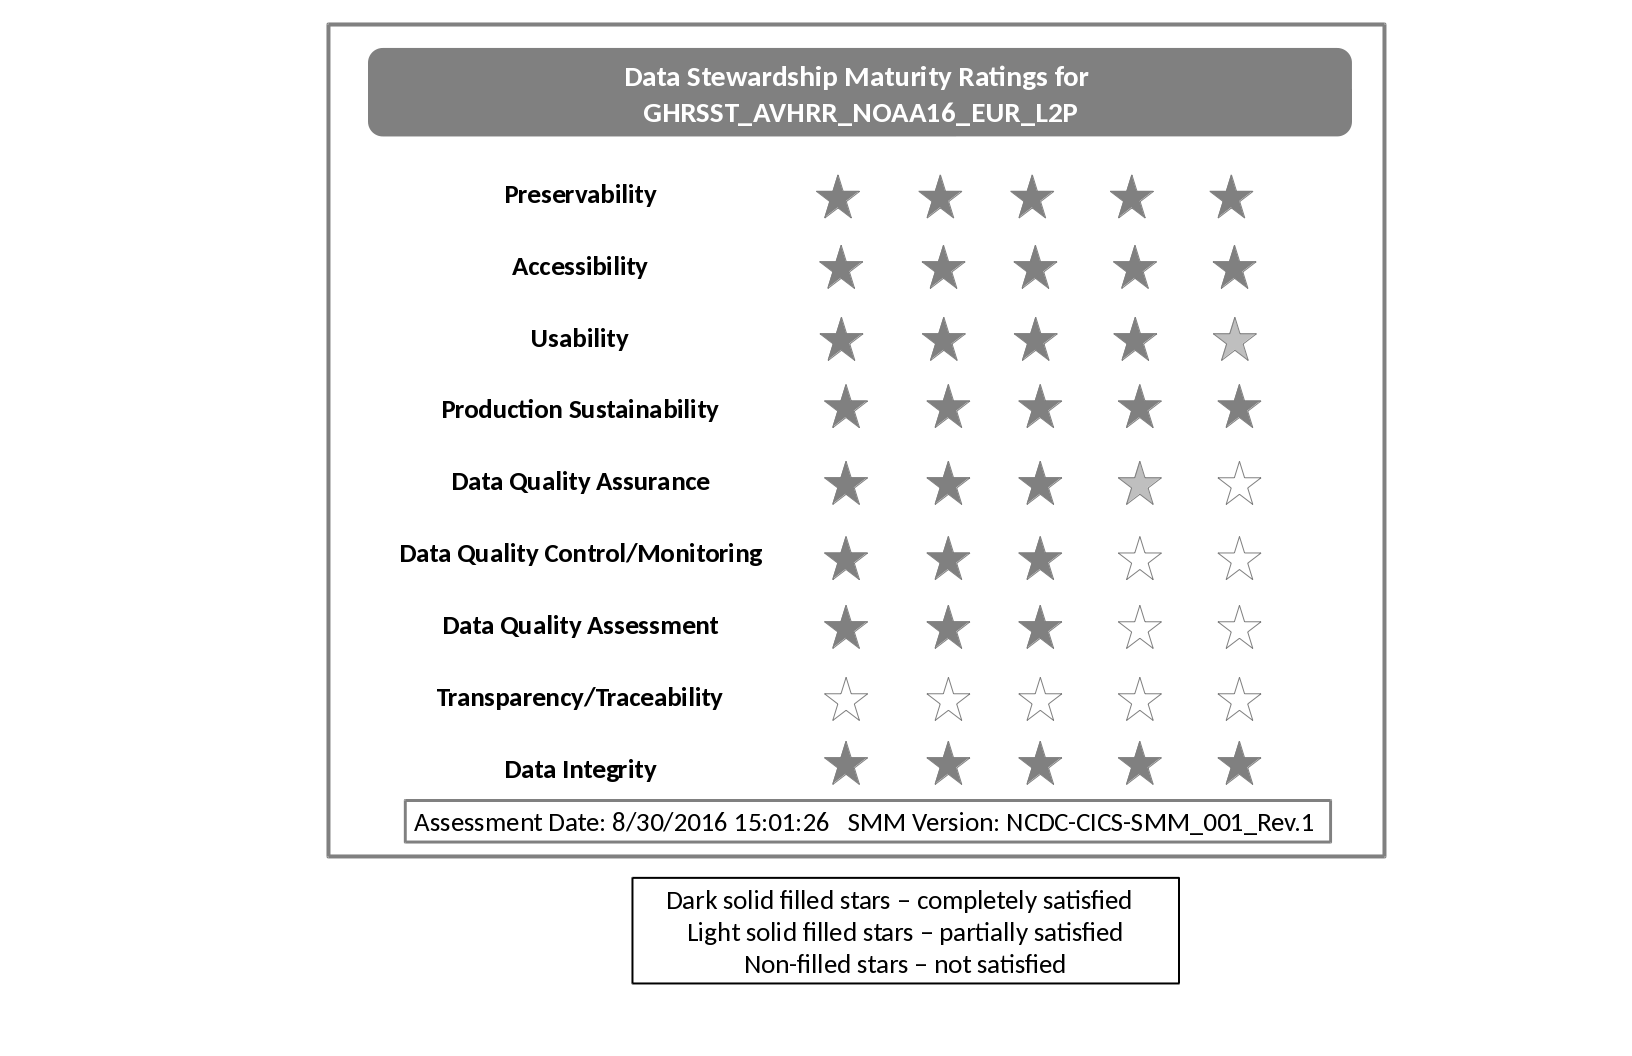 Data Stewardship Maturity Ratings for
GHRSST_AVHRR_NOAA16_EUR_L2P
Preservability
Accessibility
Usability
Production Sustainability
Data Quality Assurance
Data Quality Control/Monitoring
Data Quality Assessment
Transparency/Traceability
Data Integrity
Assessment Date: 8/30/2016 15:01:26 SMM Version: NCDC-CICS-SMM_001_Rev.1
Dark solid filled stars – completely satisfied
Light solid filled stars – partially satisfied
Non-filled stars – not satisfied